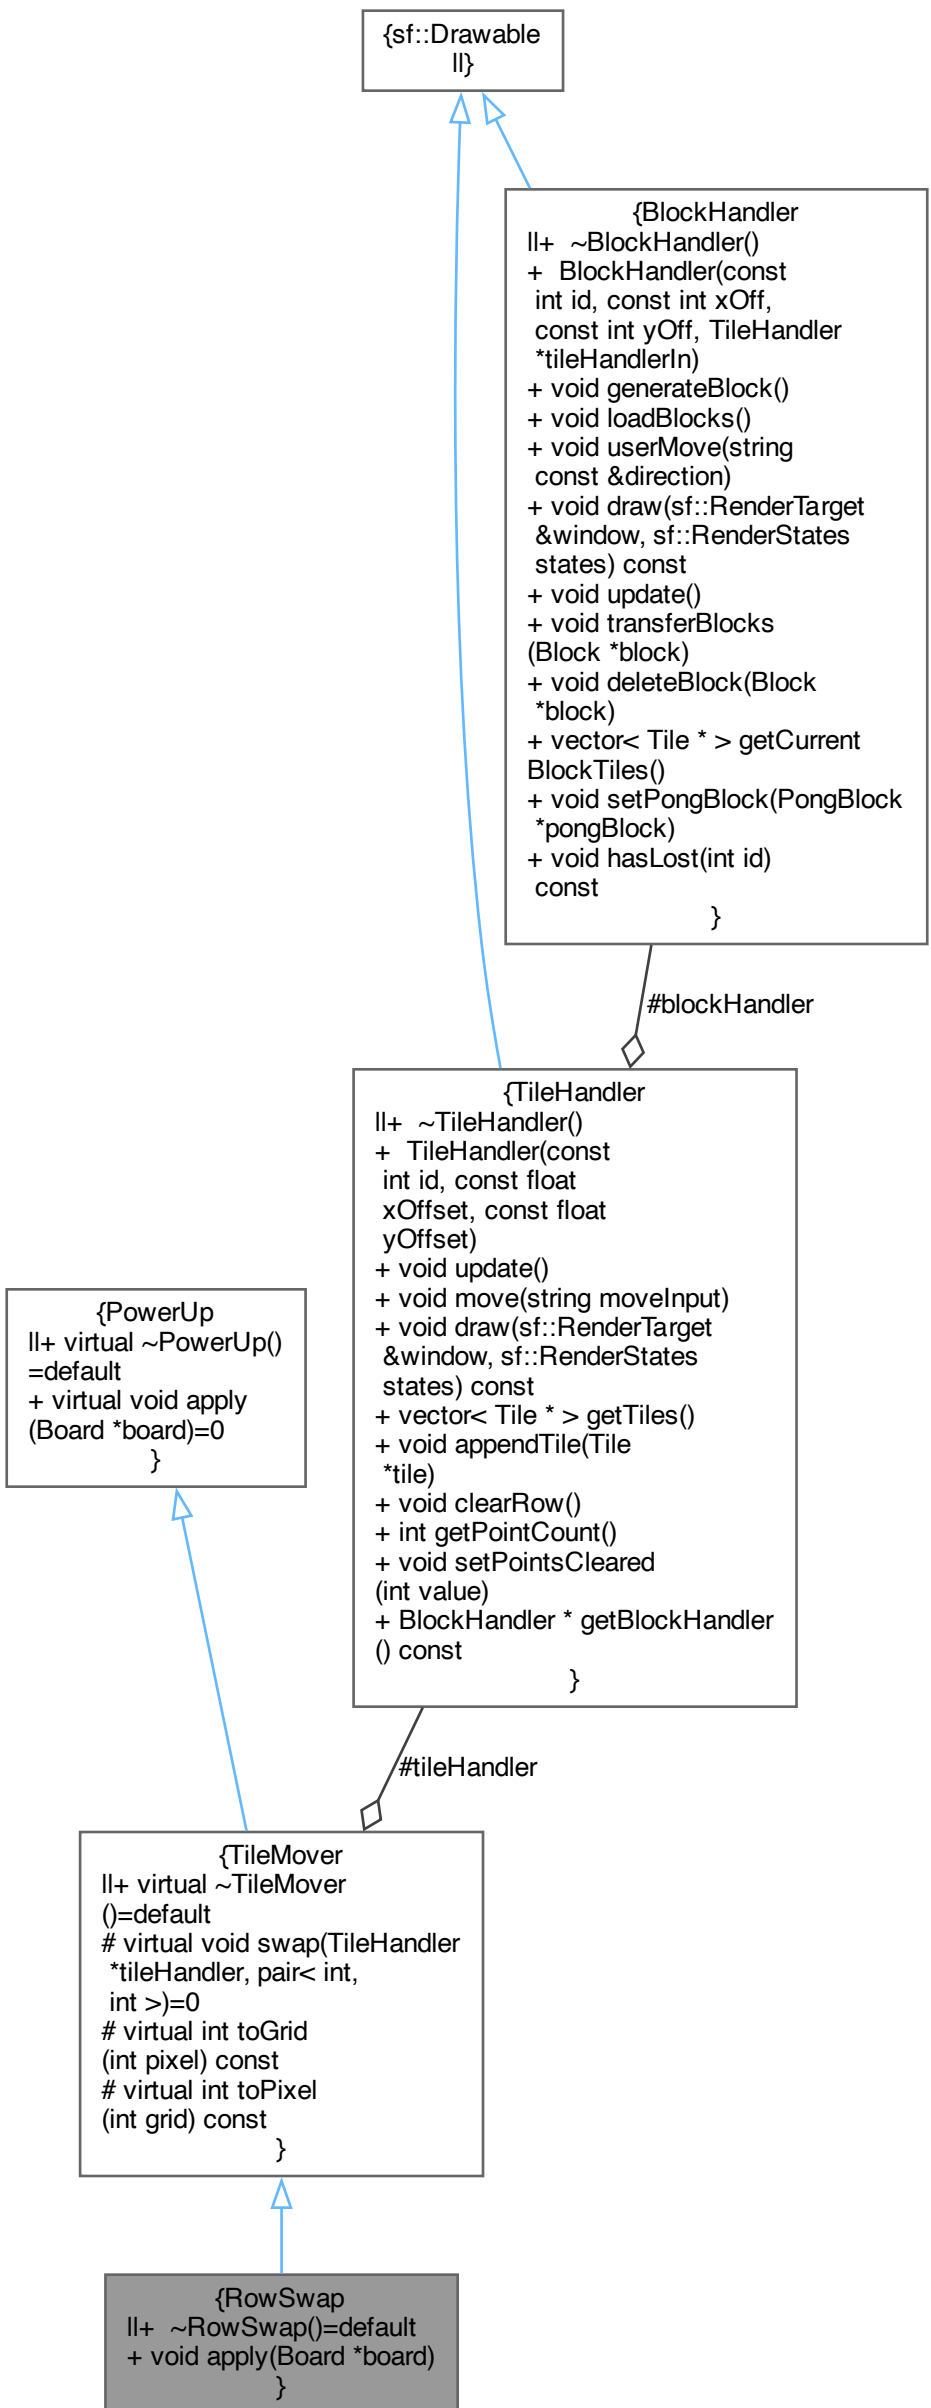 {sf::Drawable
||}
{BlockHandler
||+  ~BlockHandler()
+  BlockHandler(const
int id, const int xOff,
const int yOff, TileHandler
*tileHandlerIn)
+ void generateBlock()
+ void loadBlocks()
+ void userMove(string
const &direction)
+ void draw(sf::RenderTarget
&window, sf::RenderStates
states) const
+ void update()
+ void transferBlocks
(Block *block)
+ void deleteBlock(Block
*block)
+ vector< Tile * > getCurrent
BlockTiles()
+ void setPongBlock(PongBlock
*pongBlock)
+ void hasLost(int id)
const
}
#blockHandler
{TileHandler
||+  ~TileHandler()
+  TileHandler(const
int id, const float
xOffset, const float
yOffset)
+ void update()
+ void move(string moveInput)
+ void draw(sf::RenderTarget
&window, sf::RenderStates
states) const
+ vector< Tile * > getTiles()
+ void appendTile(Tile
*tile)
+ void clearRow()
+ int getPointCount()
+ void setPointsCleared
(int value)
+ BlockHandler * getBlockHandler
() const
}
{PowerUp
||+ virtual ~PowerUp()
=default
+ virtual void apply
(Board *board)=0
}
#tileHandler
{TileMover
||+ virtual ~TileMover
()=default
# virtual void swap(TileHandler
*tileHandler, pair< int,
int >)=0
# virtual int toGrid
(int pixel) const
# virtual int toPixel
(int grid) const
}
{RowSwap
||+  ~RowSwap()=default
+ void apply(Board *board)
}